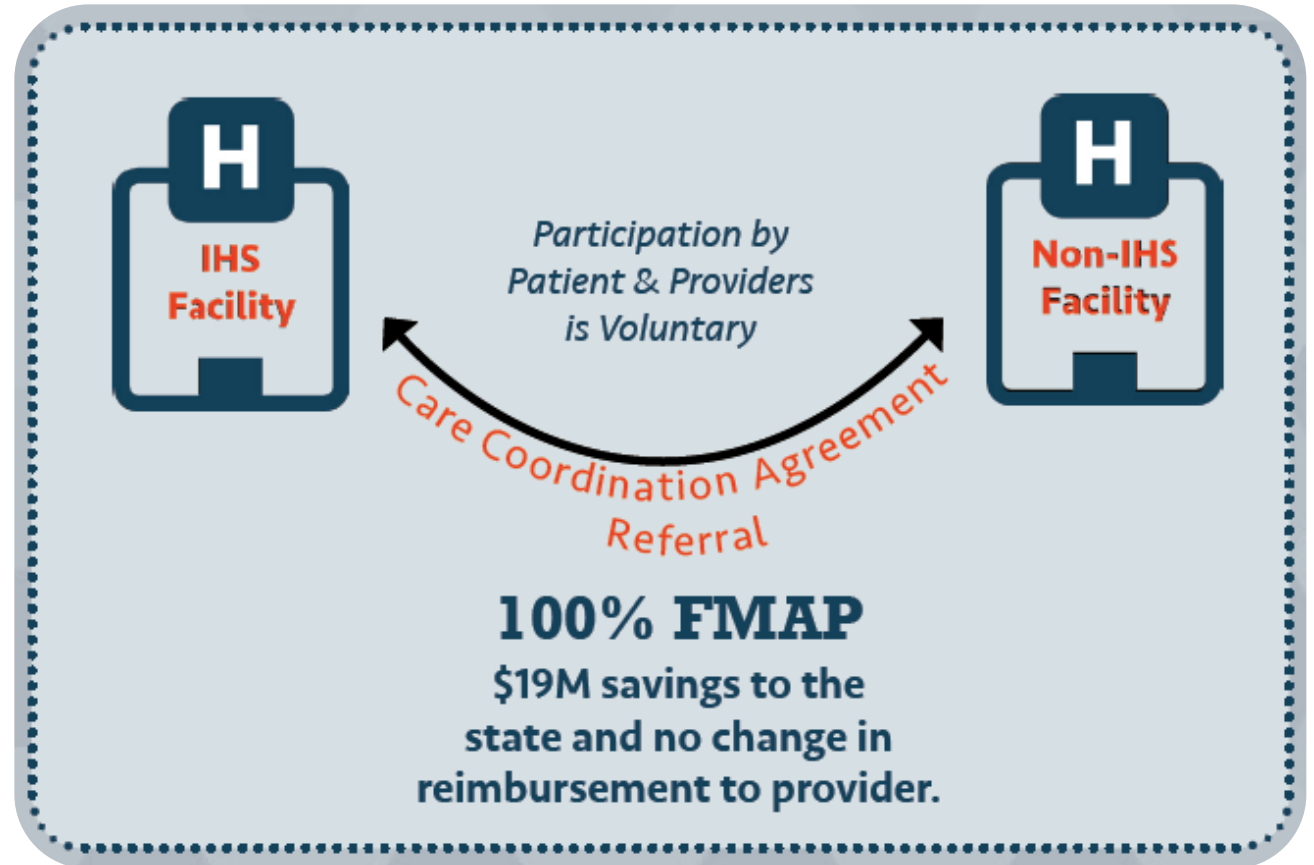 H
IHS
Facility
Participation by
Patient & Providers
is Voluntary
H
Non-IHS
Facility
Care Coordination Agreement
Referral
100% FMAP
$19M savings to the
state and no change in
reimbursement to provider.